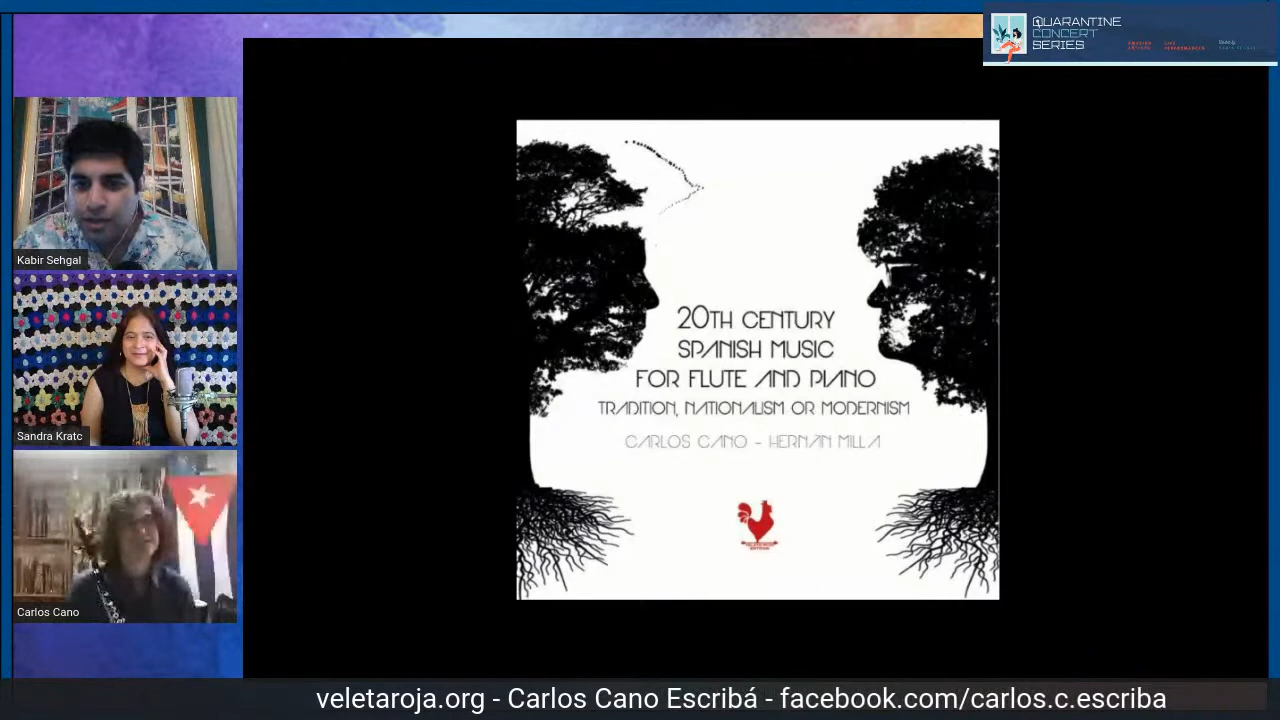 QUARANTINE
CONCERT
SERIES
Kabir Sehgal
Sandra Kratc
Carlos Cano
20TH CENTURY
SPANISH MUSIC
FOR FLUTE AND PIANO
TRADITION, NATIONALISM OR MODERNISM
CARLOS CANO - HERNÁN MILLA
veletaroja.org - Carlos Cano Escribá - facebook.com/carlos.c.escriba